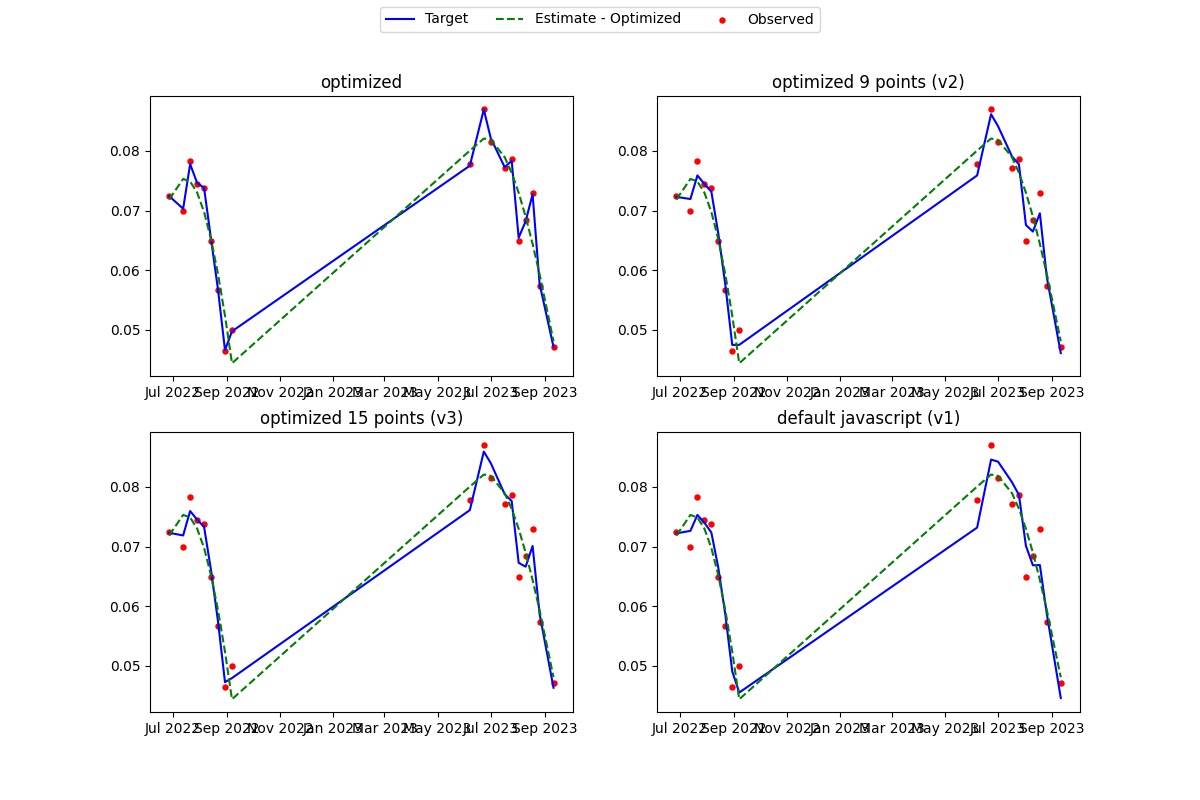 Target Estimate - Optimized Observed
optimized
0.08
0.07
0.06
0.05
Jul 2022 Sep 2022 Nov 2022 Jan 2023 Mar 2023 May 2023 Jul 2023 Sep 2023
optimized 9 points (v2)
0.08
0.07
0.06
0.05
Jul 2022 Sep 2022 Nov 2022 Jan 2023 Mar 2023 May 2023 Jul 2023 Sep 2023
optimized 15 points (v3)
0.08
0.07
0.06
0.05
Jul 2022 Sep 2022 Nov 2022 Jan 2023 Mar 2023 May 2023 Jul 2023 Sep 2023
default javascript (v1)
0.08
0.07
0.06
0.05
Jul 2022 Sep 2022 Nov 2022 Jan 2023 Mar 2023 May 2023 Jul 2023 Sep 2023